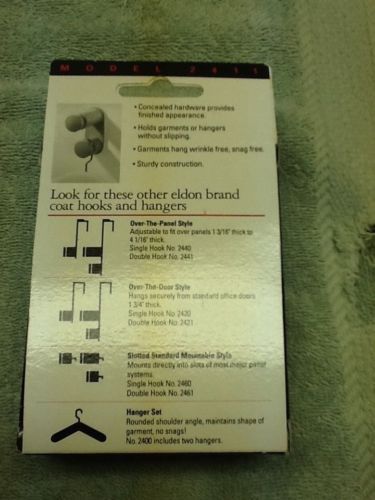 MODEL 2411
• Concealed hardware provides
finished appearance.
• Holds garments or hangers
without slipping.
• Garments hang wrinkle free, snag free.
• Sturdy construction.
Look for these other eldon brand
coat hooks and hangers
Over-The-Panel Style
Adjustable to fit over panels 1 3/16" thick to
4 1/16" thick.
Single Hook No. 2440
Double Hook No. 2441
Over-The-Door Style
Hangs securely from standard office doors
1 3/4" thick.
Single Hook No. 2420
Double Hook No. 2421
Slotted Standard Mountable Style
Mounts directly into slots of most major panel
systems.
Single Hook No. 2460
Double Hook No. 2461
Hanger Set
Rounded shoulder angle, maintains shape of
garment, no snags!
No. 2400 includes two hangers.